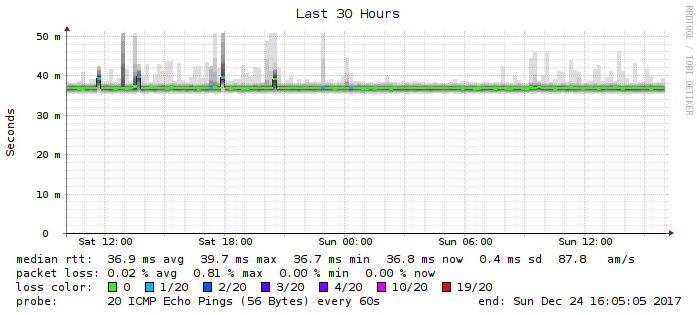 Last 30 Hours
RRDTOOL / TOBI OETIKER
Seconds
50 m
40 m
30 m
20 m
10 m
0
Sat 12:00 Sat 18:00 Sun 00:00 Sun 06:00 Sun 12:00
median rtt: 36.9 ms avg 39.7 ms max 36.7 ms min 36.8 ms now 0.4 ms sd 87.8 am/s
packet loss: 0.02 % avg 0.81 % max 0.00 % min 0.00 % now
loss color: 0 1/20 2/20 3/20 4/20 10/20 19/20
probe: 20 ICMP Echo Pings (56 Bytes) every 60s end: Sun Dec 24 16:05:05 2017